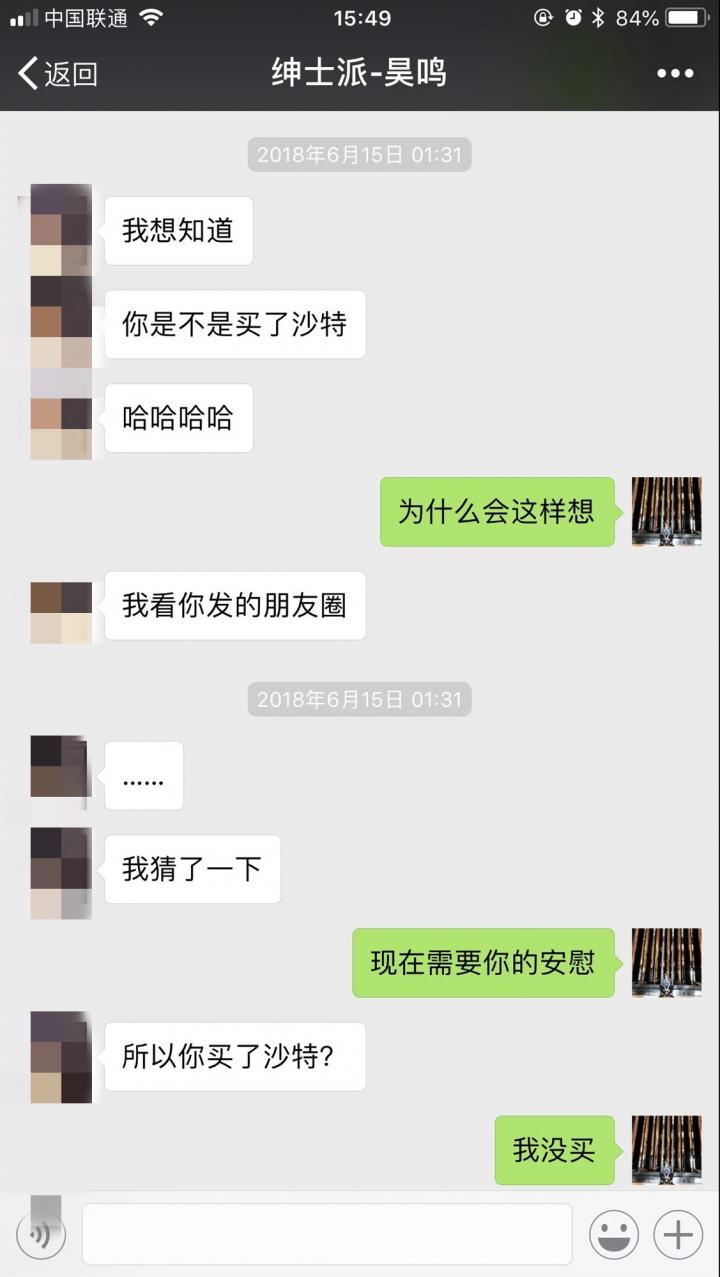 中国联通
15:49
84%
返回
绅士派-昊鸣
2018年6月15日 01:31
我想知道
你是不是买了沙特
哈哈哈哈
为什么会这样想
我看你发的朋友圈
2018年6月15日 01:31
......
我猜了一下
现在需要你的安慰
所以你买了沙特?
我没买